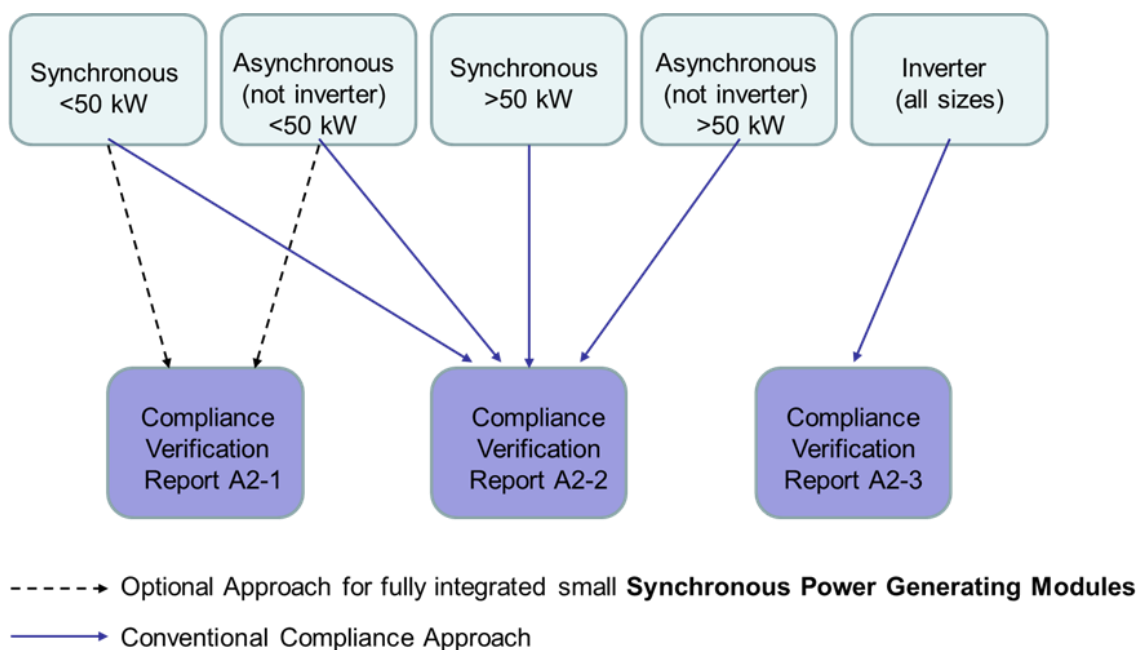 Synchronous
<50 kW
Asynchronous
(not inverter)
<50 kW
Synchronous
>50 kW
Asynchronous
(not inverter)
>50 kW
Inverter
(all sizes)
Compliance
Verification
Report A2-1
Compliance
Verification
Report A2-2
Compliance
Verification
Report A2-3
Optional Approach for fully integrated small Synchronous Power Generating Modules
Conventional Compliance Approach